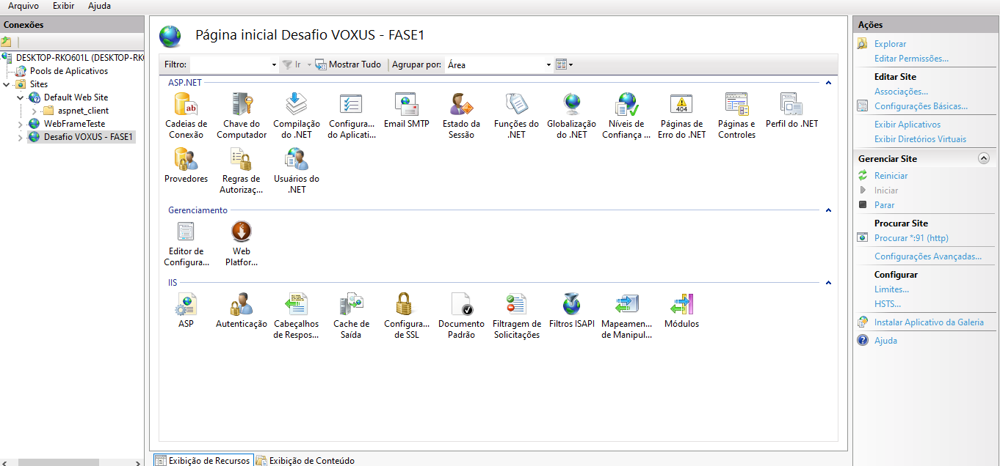 Arquivo Exibir Ajuda
Conexões
DESKTOP-RKO601L (DESKTOP-RK
Pools de Aplicativos
Sites
Default Web Site
aspnet_client
WebFrameTeste
Desafio VOXUS - FASE1
Página inicial Desafio VOXUS - FASE1
Filtro: Ir Mostrar Tudo Agrupar por: Área
ASP.NET
Cadeias de Conexão
Chave do Computador
Compilação do .NET
Configura... do Aplicati...
Email SMTP
Estado da Sessão
Funções do .NET
Globalização do .NET
Níveis de Confiança ...
Páginas de Erro do .NET
Páginas e Controles
Perfil do .NET
Provedores
Regras de Autorizaç...
Usuários do .NET
Gerenciamento
Editor de Configura...
Web Platfor...
IIS
ASP
Autenticação
Cabeçalhos de Respos...
Cache de Saída
Configura... de SSL
Documento Padrão
Filtragem de Solicitações
Filtros ISAPI
Mapeamen... de Manipul...
Módulos
Exibição de Recursos Exibição de Conteúdo
Ações
Explorar
Editar Permissões...
Editar Site
Associações...
Configurações Básicas...
Exibir Aplicativos
Exibir Diretórios Virtuais
Gerenciar Site
Reiniciar
Iniciar
Parar
Procurar Site
Procurar *:91 (http)
Configurações Avançadas...
Configurar
Limites...
HSTS...
Instalar Aplicativo da Galeria
Ajuda